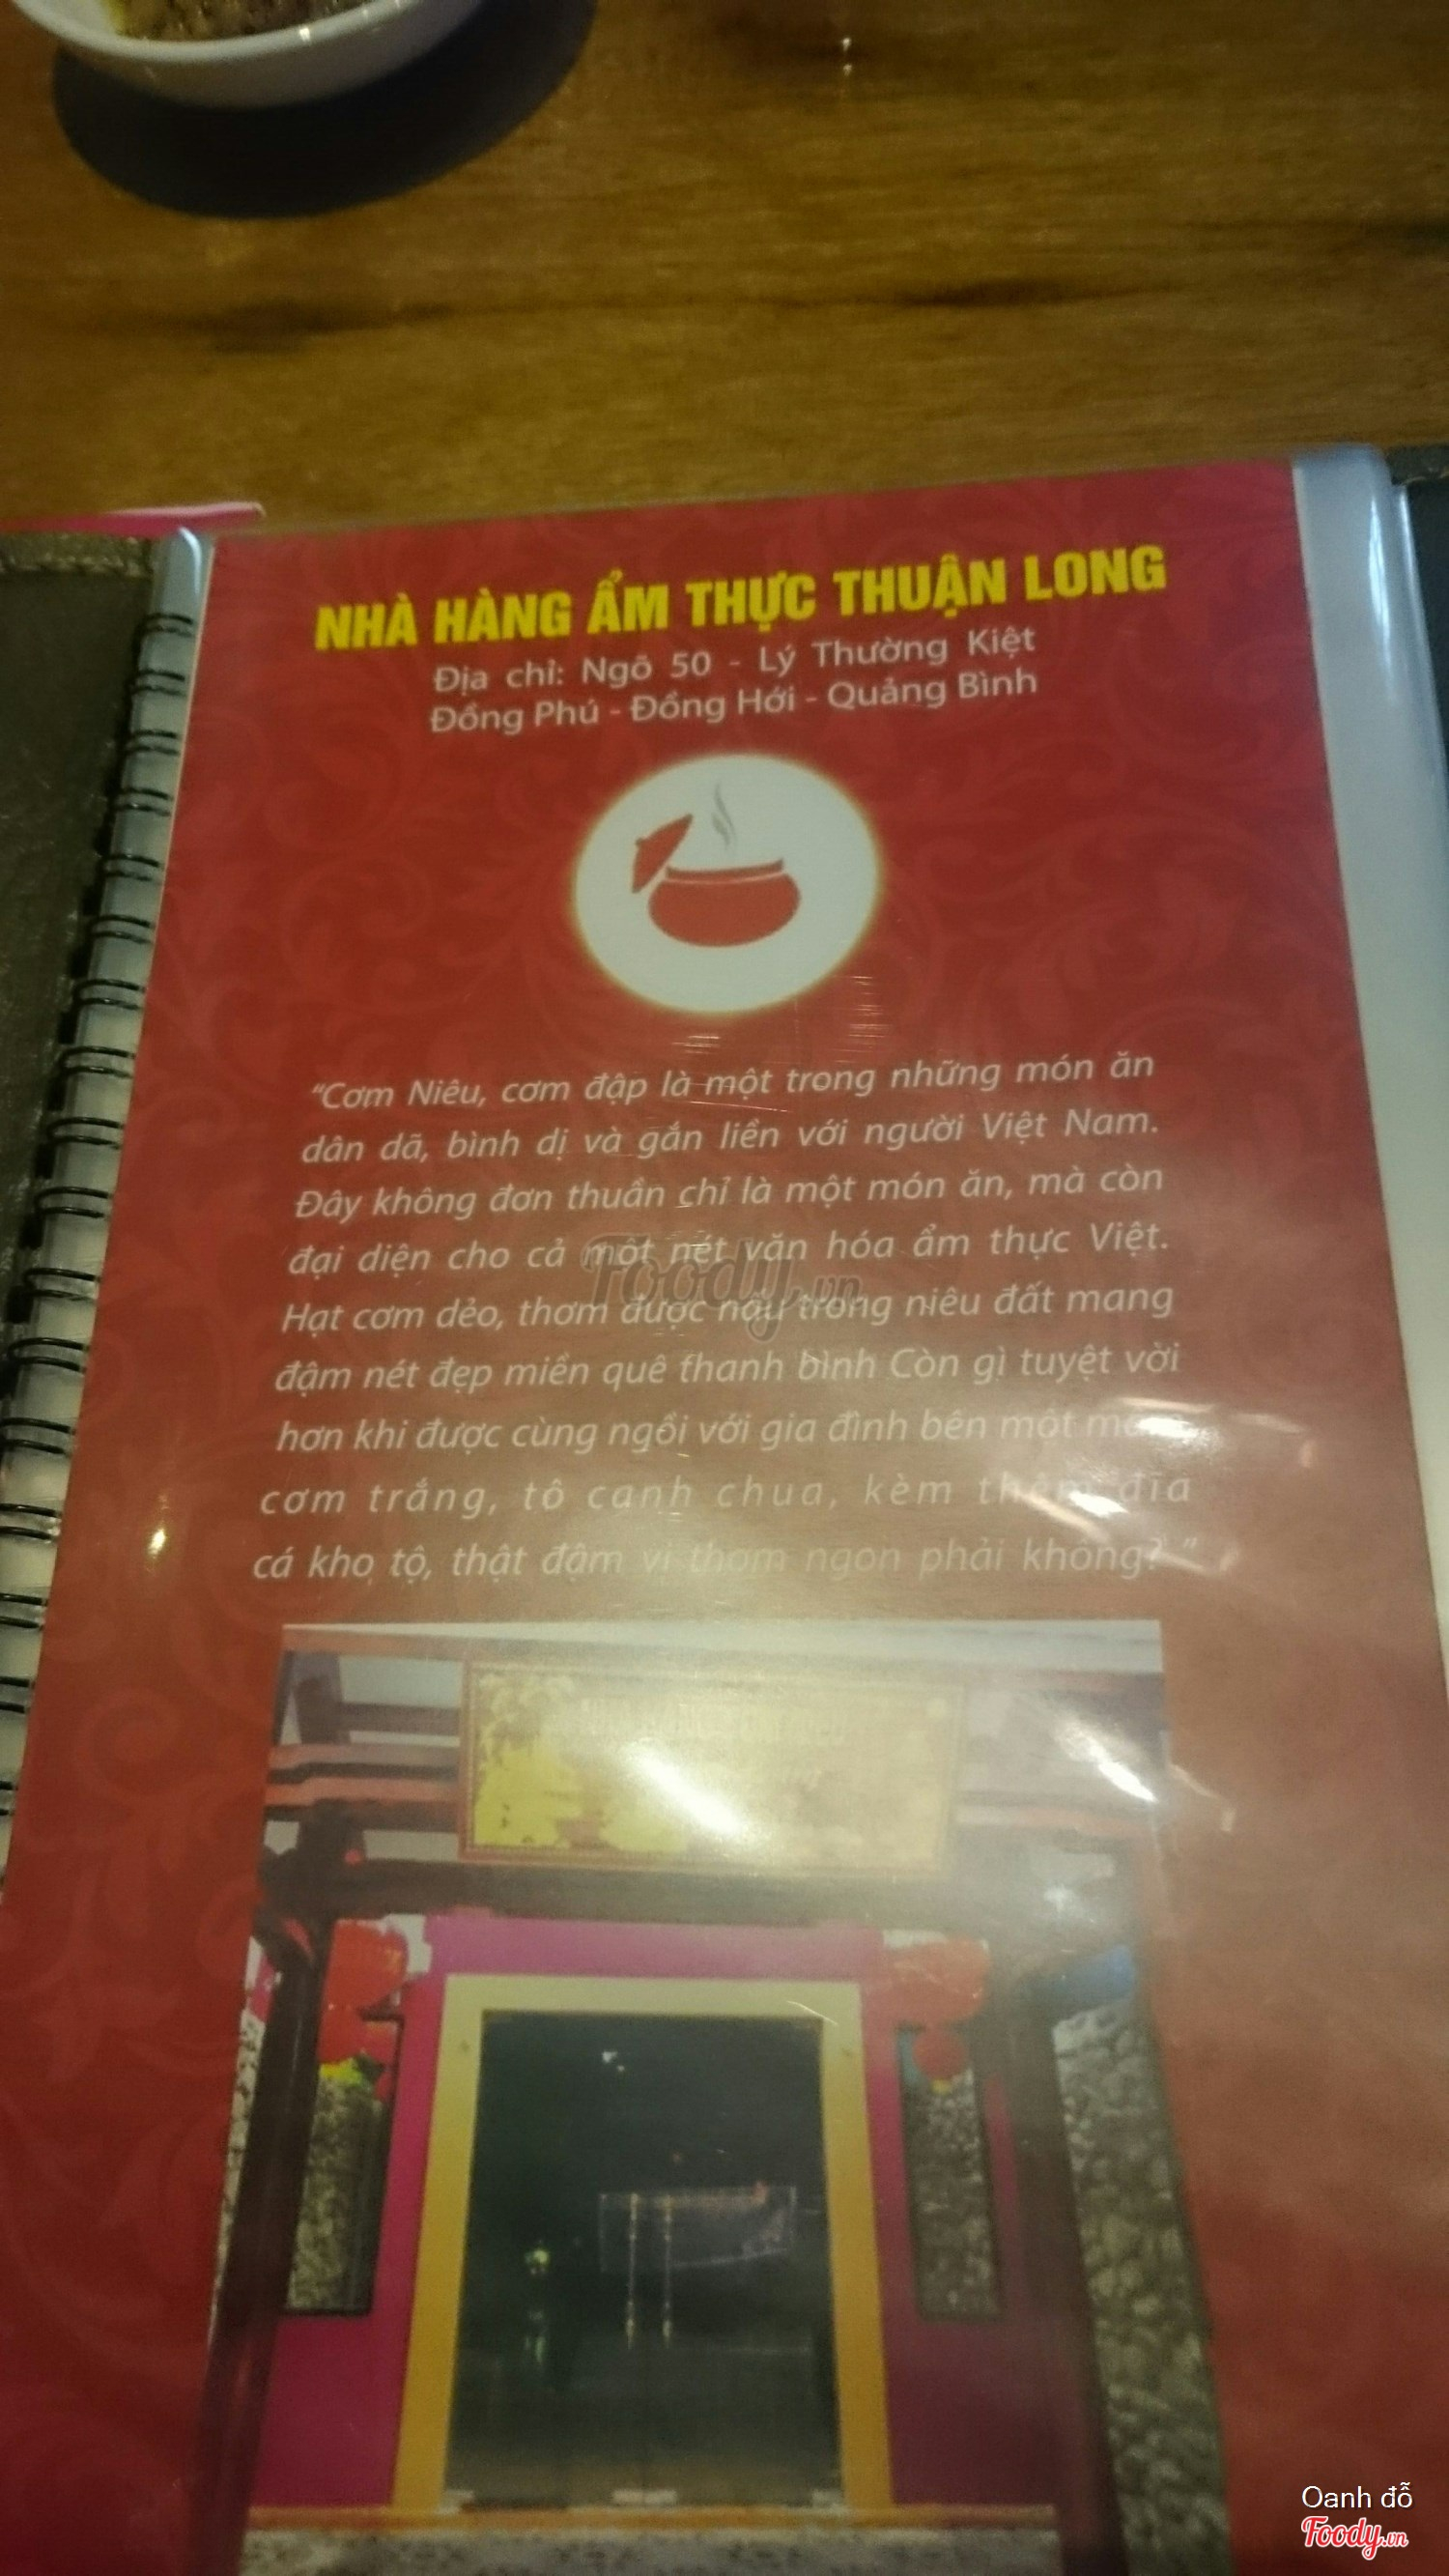 NHÀ HÀNG ẨM THỰC THUẬN LONG
Địa chỉ: Ngõ 50 - Lý Thường Kiệt
Đồng Phú - Đồng Hới - Quảng Bình
“Cơm Niêu, cơm đập là một trong những món ăn
dân dã, bình dị và gắn liền với người Việt Nam.
Đây không đơn thuần chỉ là một món ăn, mà còn
đại diện cho cả một nét văn hóa ẩm thực Việt.
Hạt cơm dẻo, thơm được nấu trong niêu đất mang
đậm nét đẹp miền quê thanh bình Còn gì tuyệt vời
hơn khi được cùng ngồi với gia đình bên một
cơm trắng, tô canh chua, kèm thêm đĩa
cá kho tộ, thật đậm vị thơm ngon phải không? ”
Foody.vn
Oanh đỗ
Foody.vn